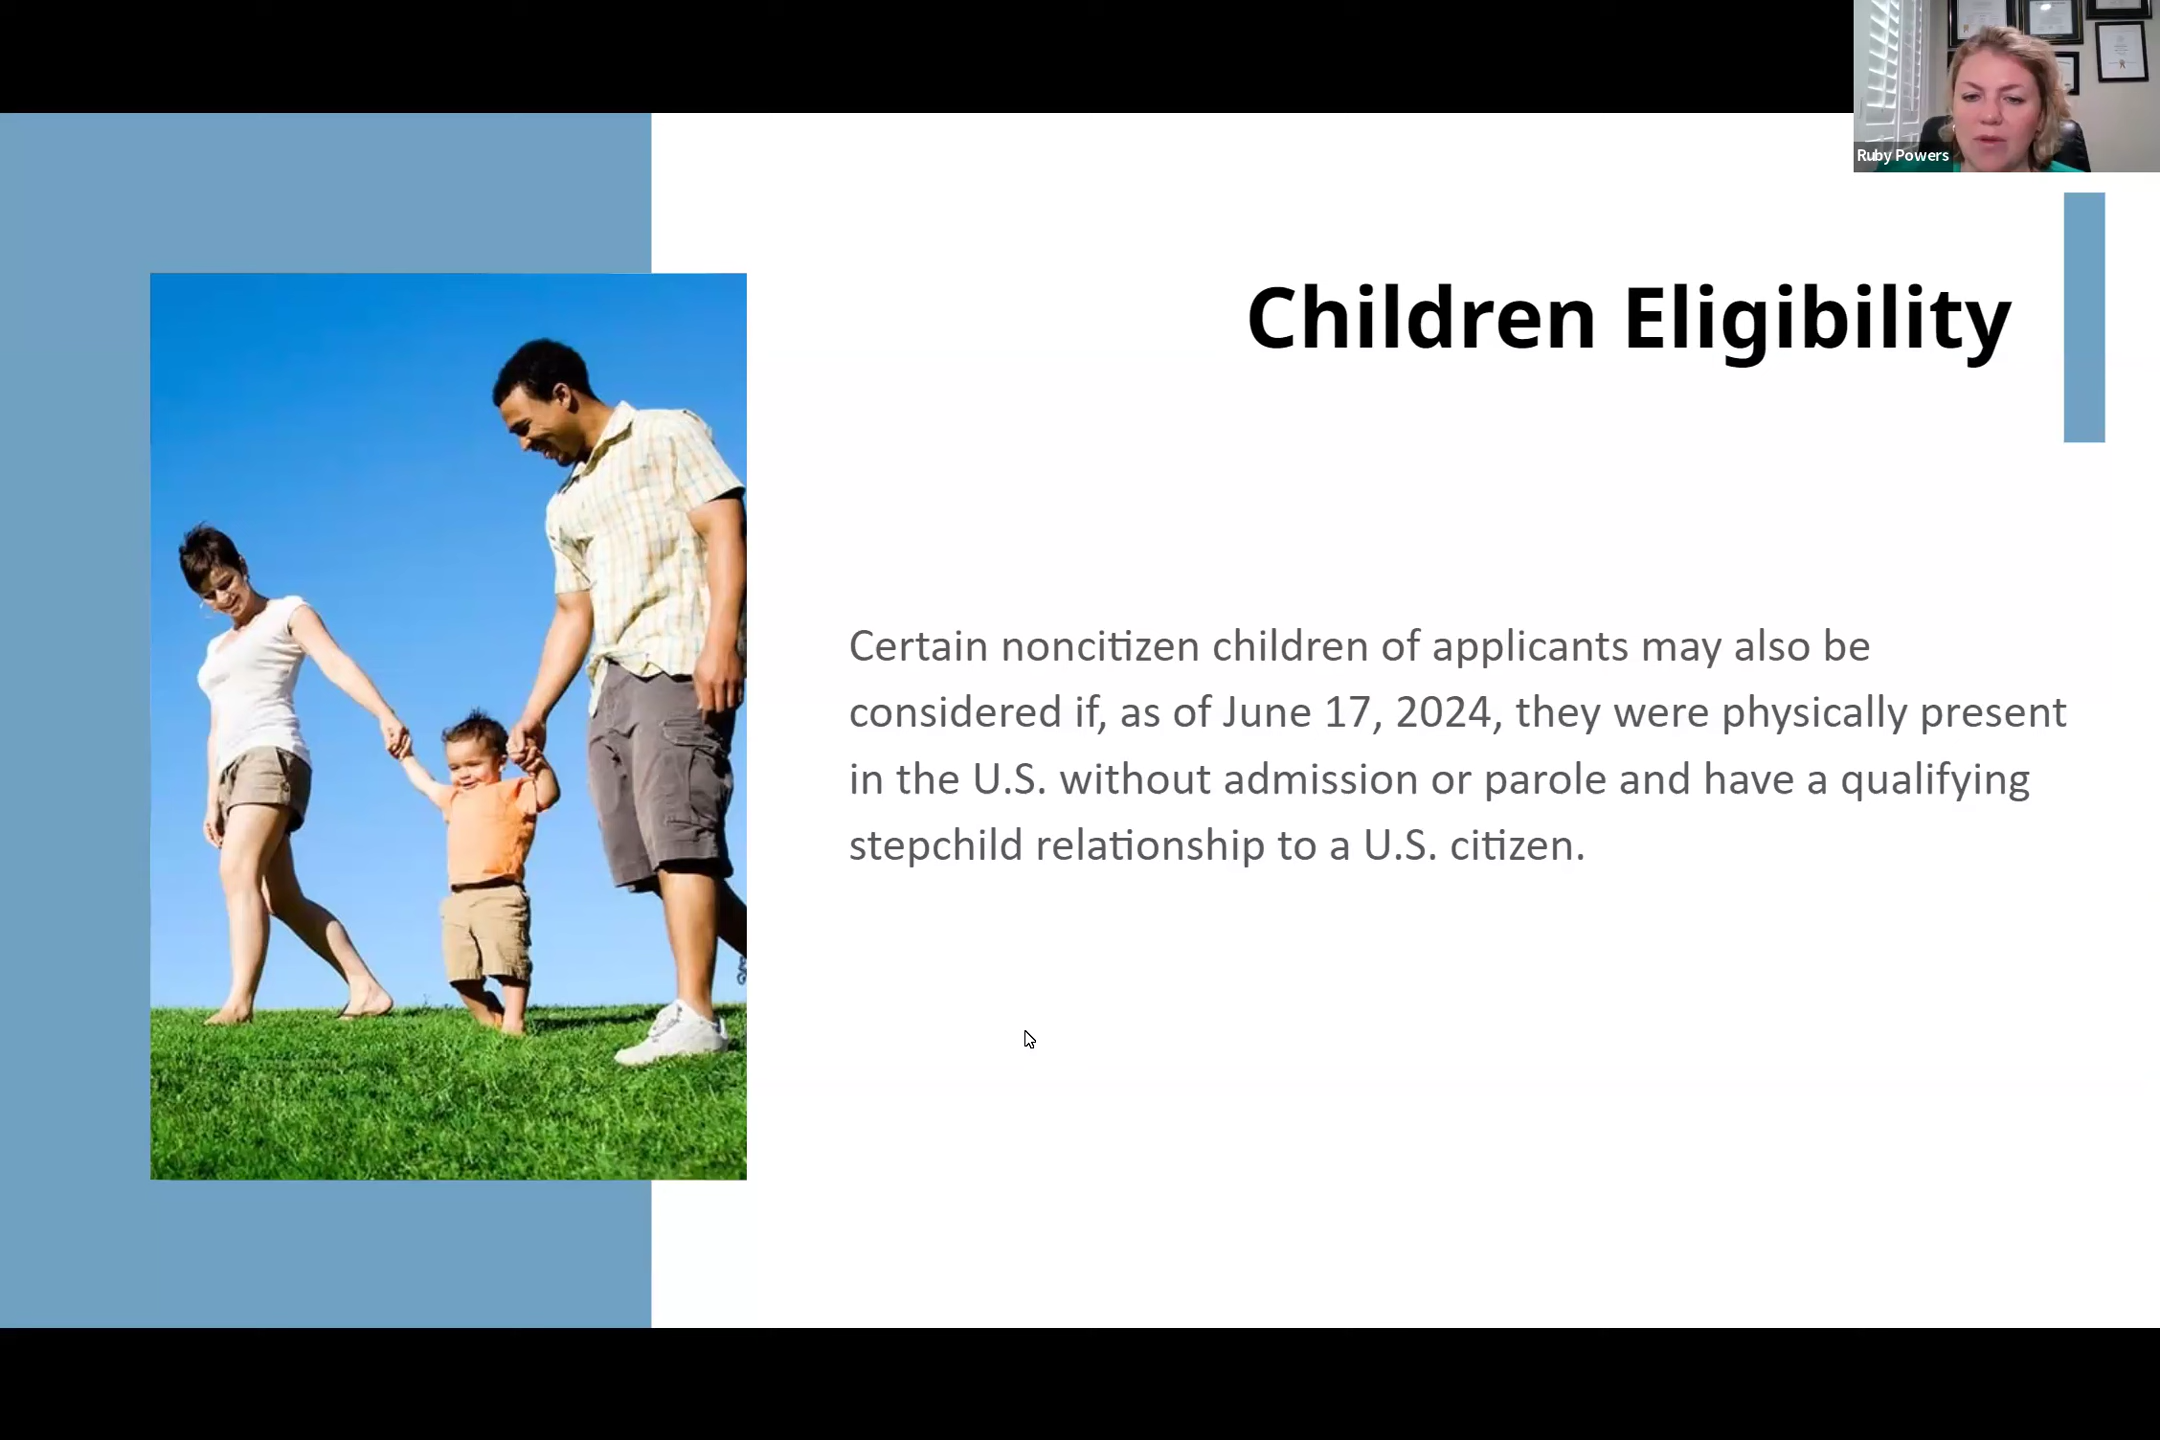 Ruby Powers
Children Eligibility
Certain noncitizen children of applicants may also be
considered if, as of June 17, 2024, they were physically present
in the U.S. without admission or parole and have a qualifying
stepchild relationship to a U.S. citizen.